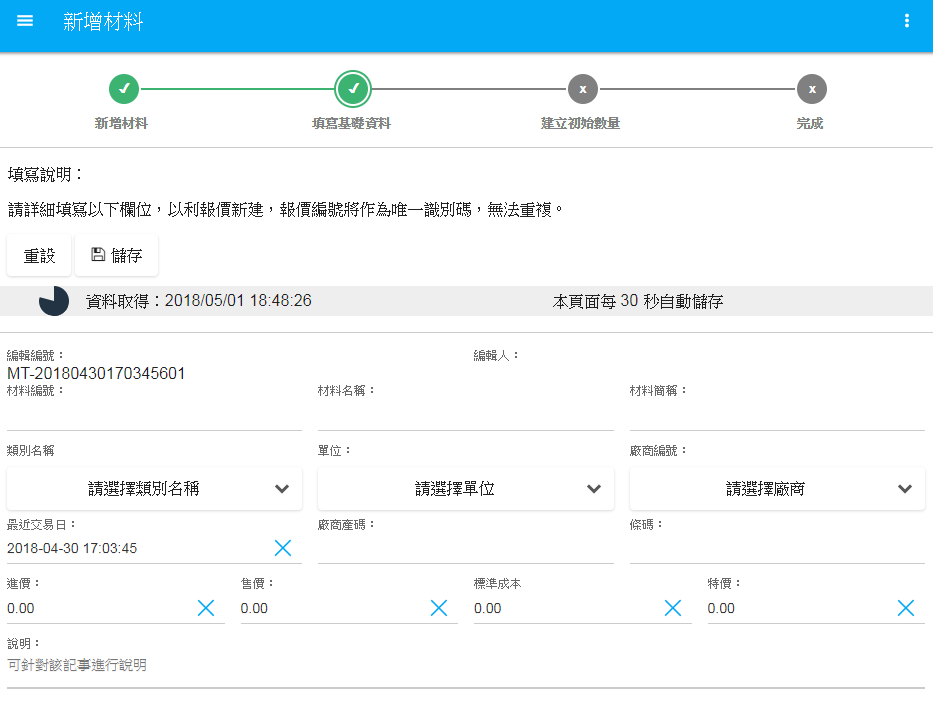 新增材料
新增材料
填寫基礎資料
x
建立初始數量
x
完成
填寫說明：
請詳細填寫以下欄位，以利報價新建，報價編號將作為唯一識別碼，無法重複。
重設
儲存
資料取得：2018/05/01 18:48:26
本頁面每 30 秒自動儲存
編輯編號：
編輯人：
MT-20180430170345601
材料編號：
材料名稱：
材料簡稱：
類別名稱
單位：
廠商編號：
請選擇類別名稱
請選擇單位
請選擇廠商
最近交易日：
廠商產碼：
條碼：
2018-04-30 17:03:45
進價：
售價：
標準成本
特價：
0.00
0.00
0.00
0.00
說明：
可針對該記事進行說明